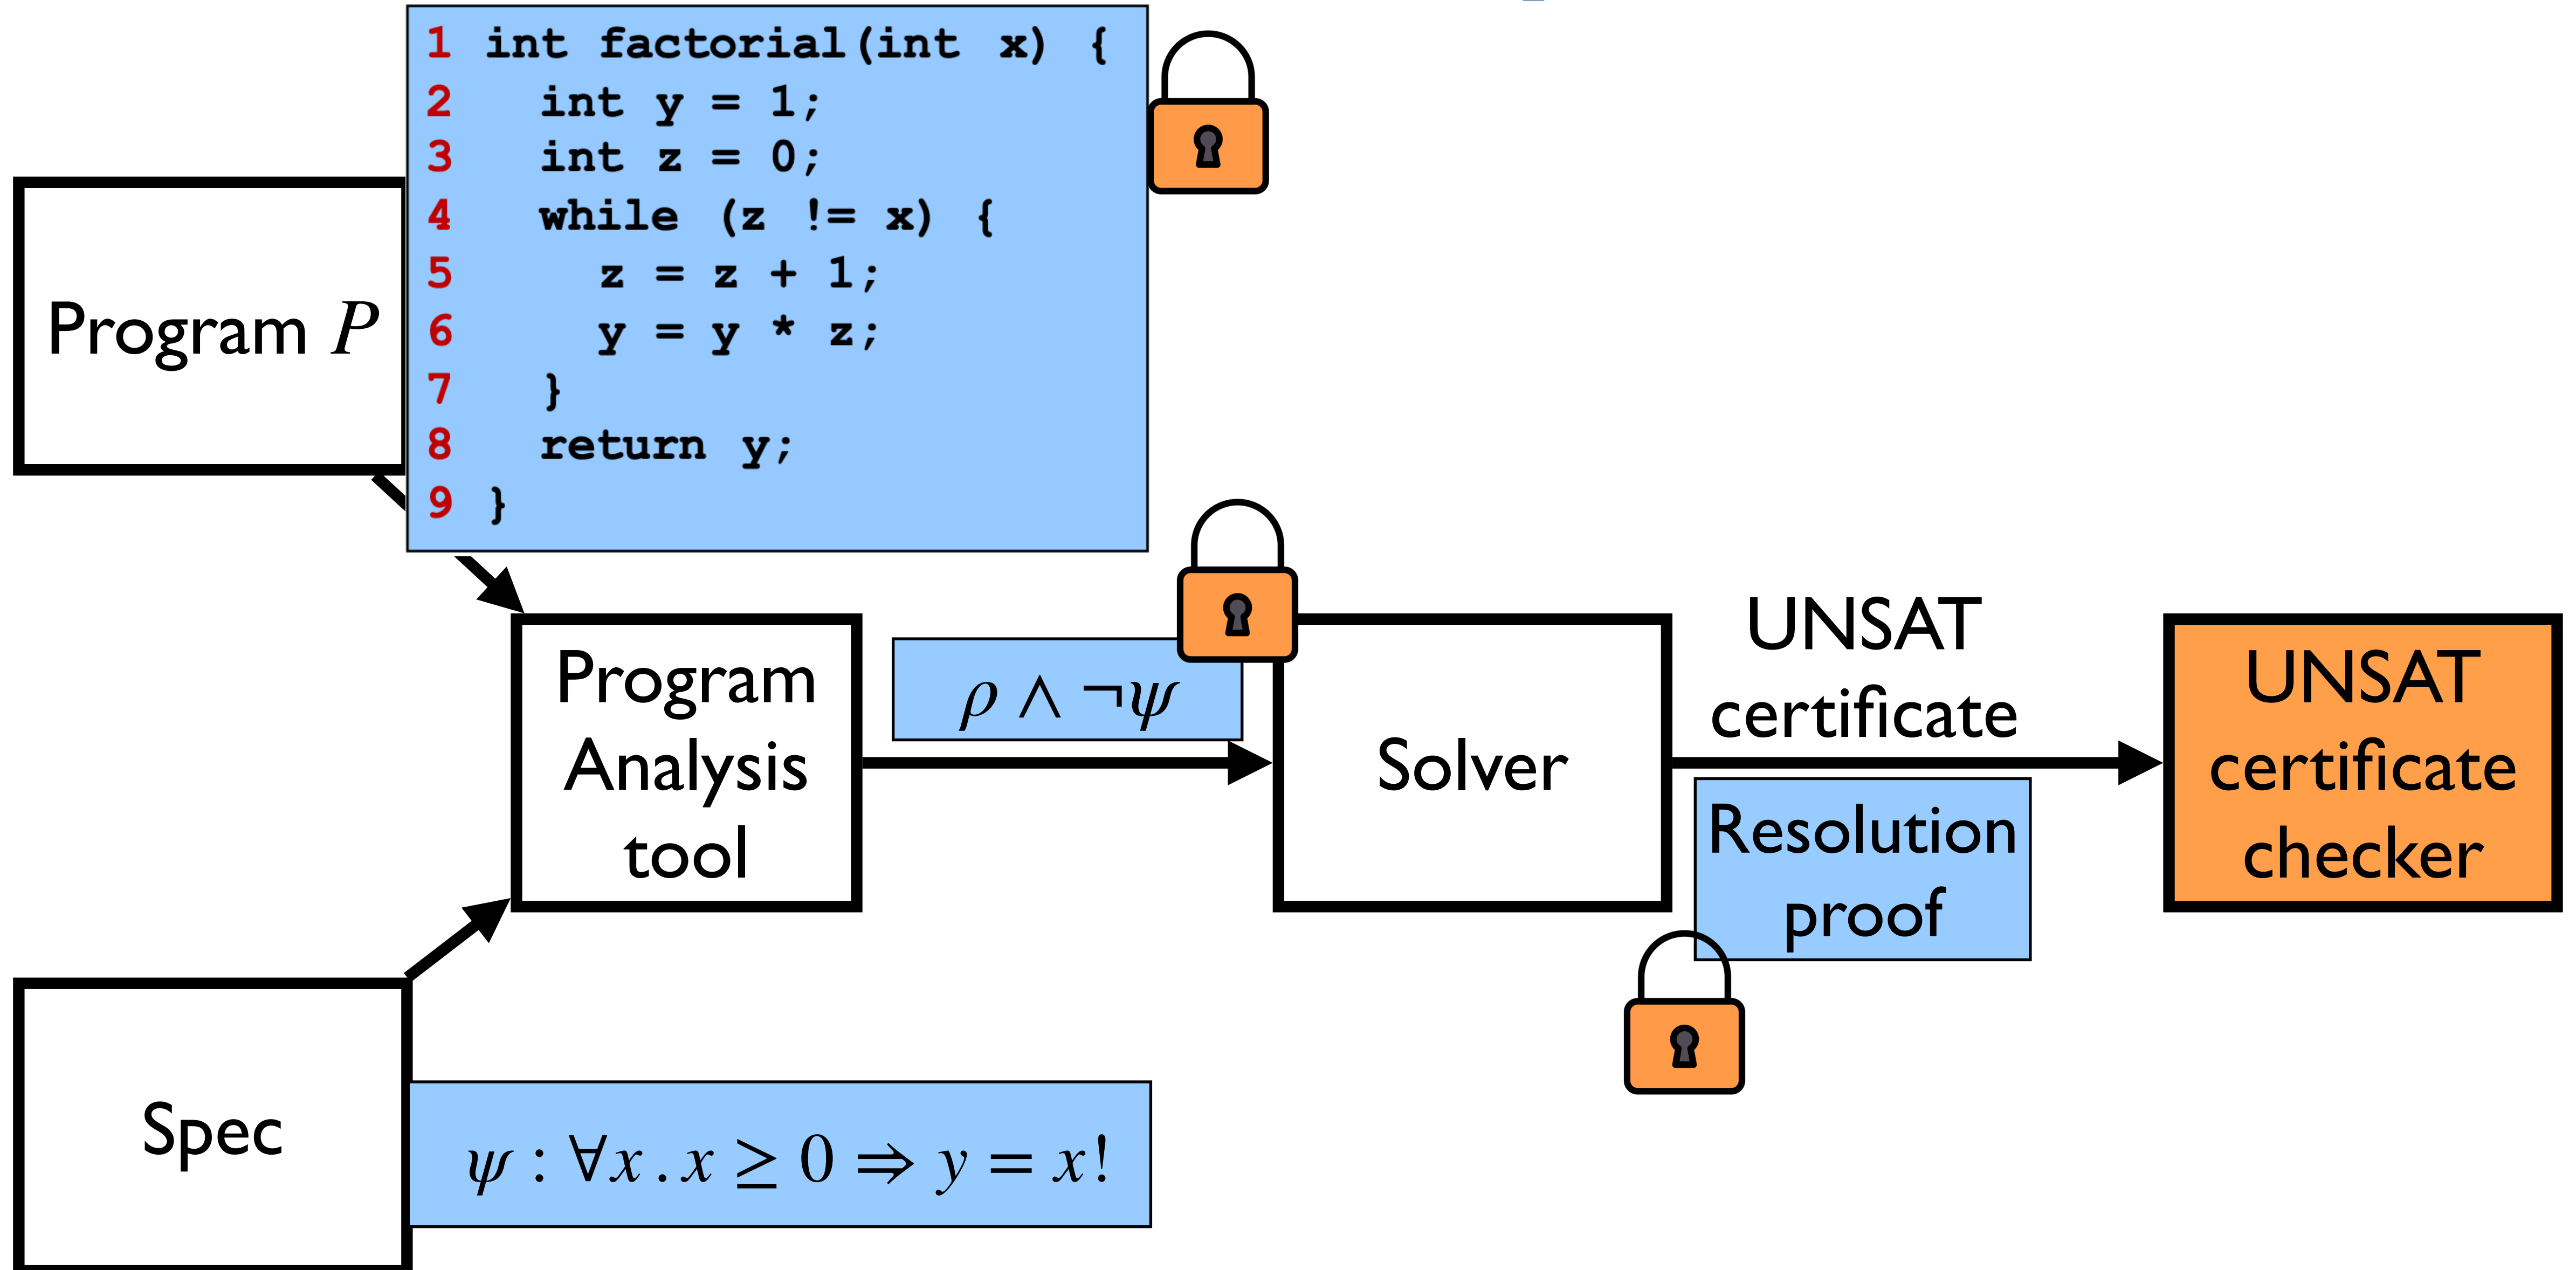 1 int factorial(int x) {
2   int y = 1;
3   int z = 0;
4   while (z != x) {
5     z = z + 1;
6     y = y * z;
7   }
8   return y;
9 }
Program P
Program
Analysis
tool
ρ ∧ ¬ψ
Solver
UNSAT
certificate
Resolution
proof
UNSAT
certificate
checker
Spec
ψ : ∀x . x ≥ 0 ⇒ y = x!